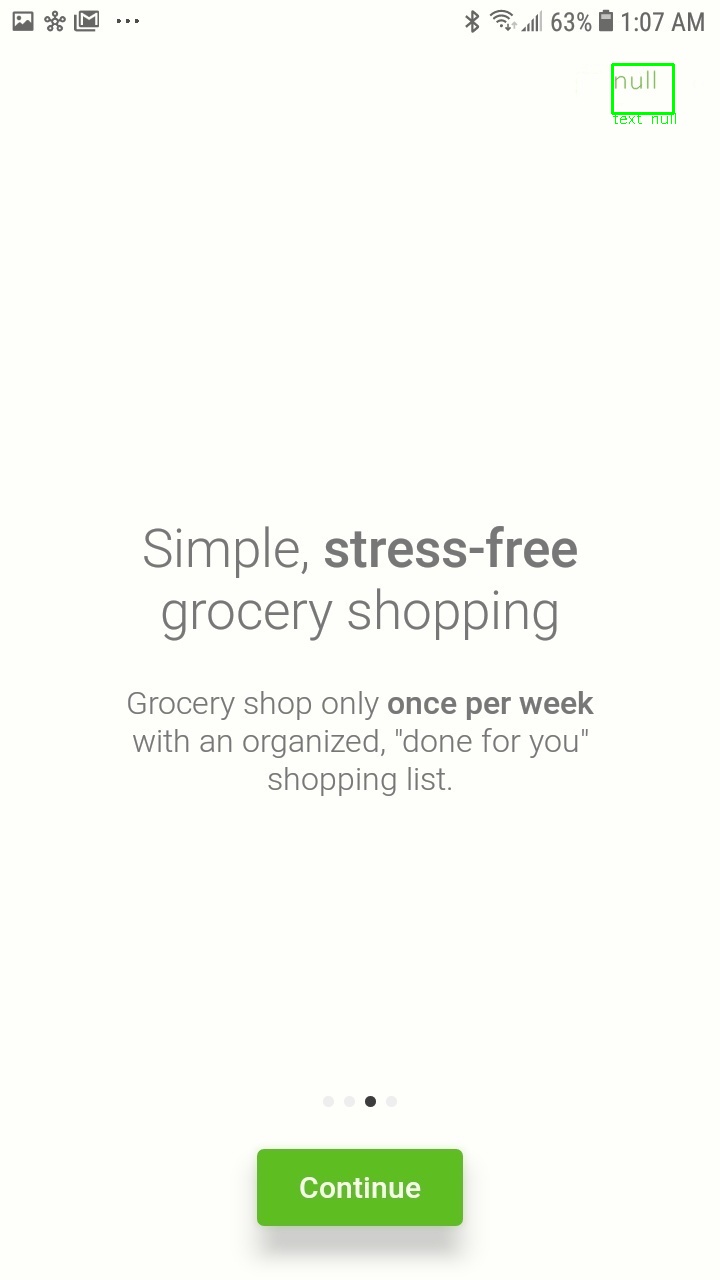 63% 1:07 AM
null
text null
Simple, stress-free
grocery shopping
Grocery shop only once per week
with an organized, "done for you"
shopping list.
Continue